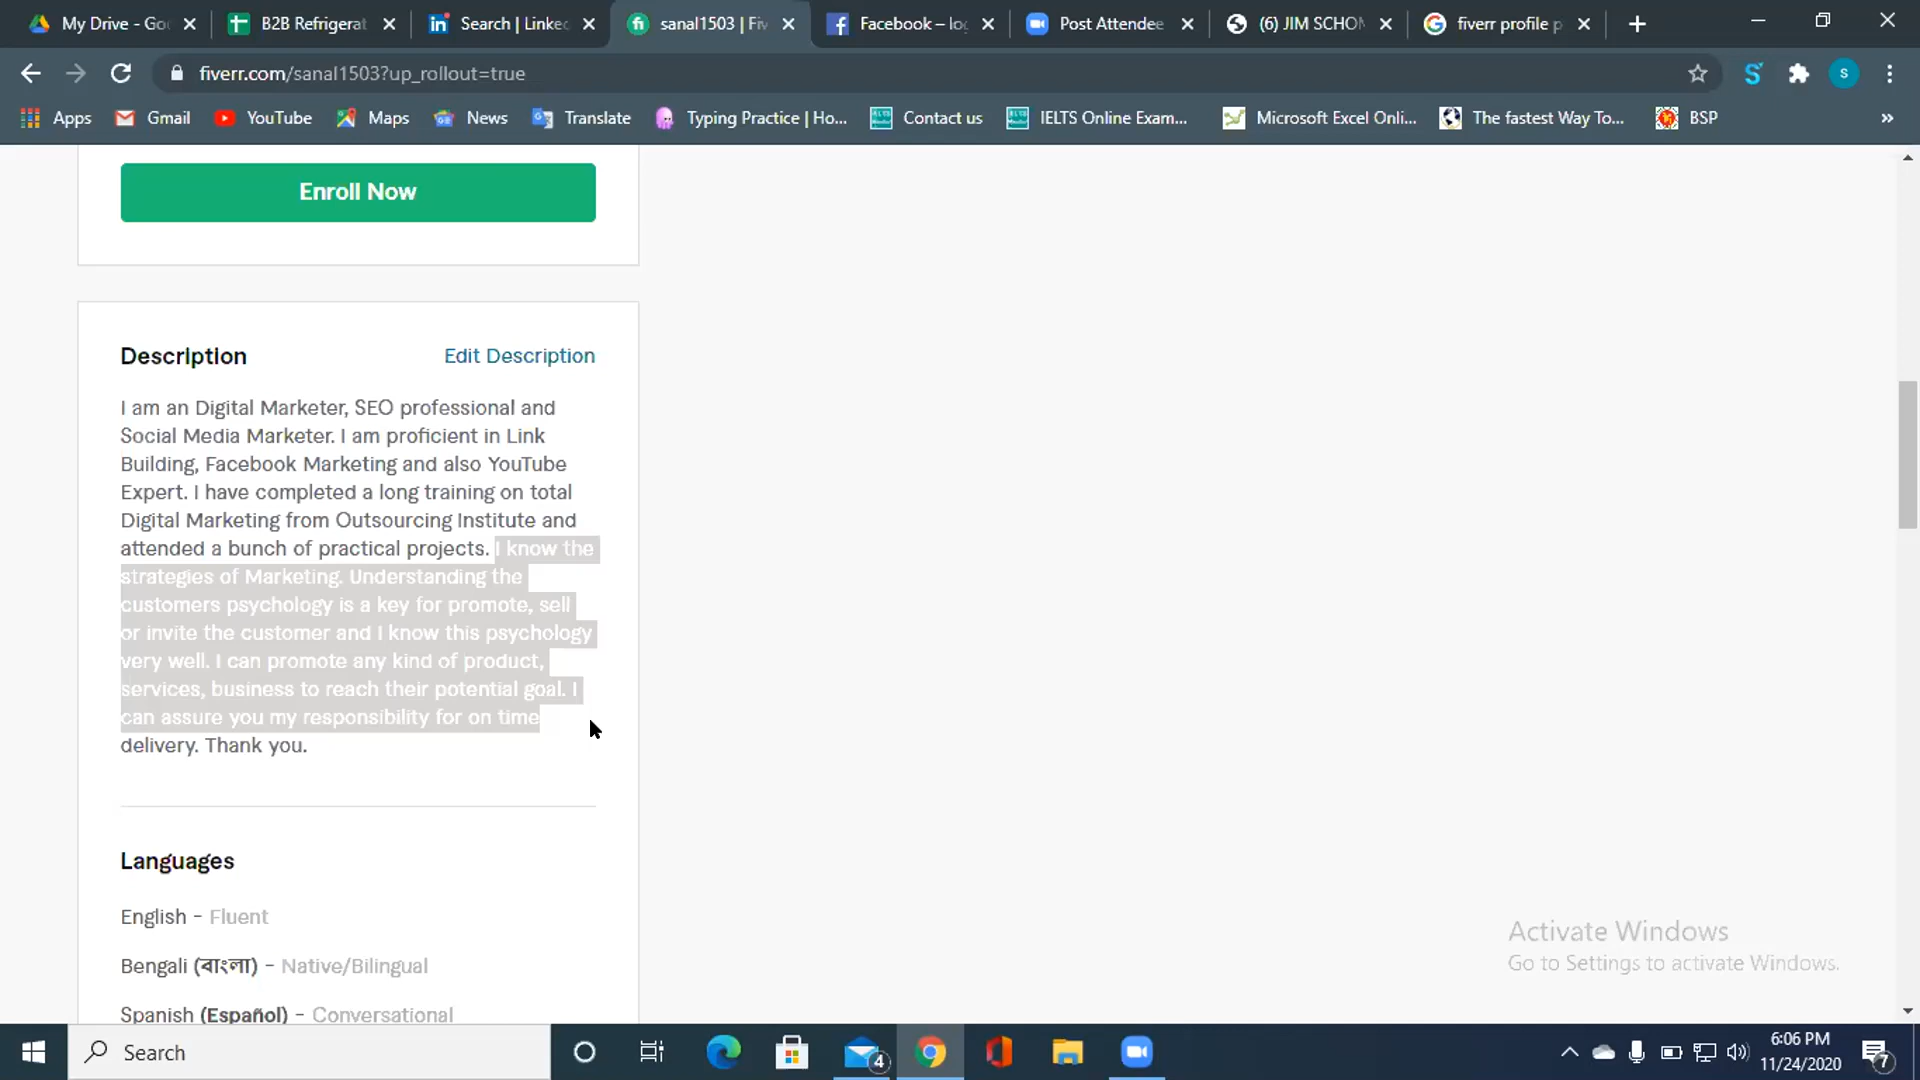 My Drive - Go
B2B Refrigerat
Search | Linke
sanal1503 | Fiv
Facebook – log
Post Attendee
(6) JIM SCHO
fiverr profile p
fiverr.com/sanal1503?up_rollout=true
S
Apps
Gmail
YouTube
Maps
News
Translate
Typing Practice | Ho...
Contact us
IELTS Online Exam...
Microsoft Excel Onli...
The fastest Way To...
BSP
»
Enroll Now
Description
Edit Description
I am an Digital Marketer, SEO professional and
Social Media Marketer. I am proficient in Link
Building, Facebook Marketing and also YouTube
Expert. I have completed a long training on total
Digital Marketing from Outsourcing Institute and
attended a bunch of practical projects. I know the
strategies of Marketing. Understanding the
customers psychology is a key for promote, sell
or invite the customer and I know this psychology
very well. I can promote any kind of product,
services, business to reach their potential goal. I
can assure you my responsibility for on time
delivery. Thank you.
Languages
English - Fluent
Bengali (বাংলা) - Native/Bilingual
Spanish (Español) - Conversational
Activate Windows
Go to Settings to activate Windows.
Search
4
6:06 PM
11/24/2020
7